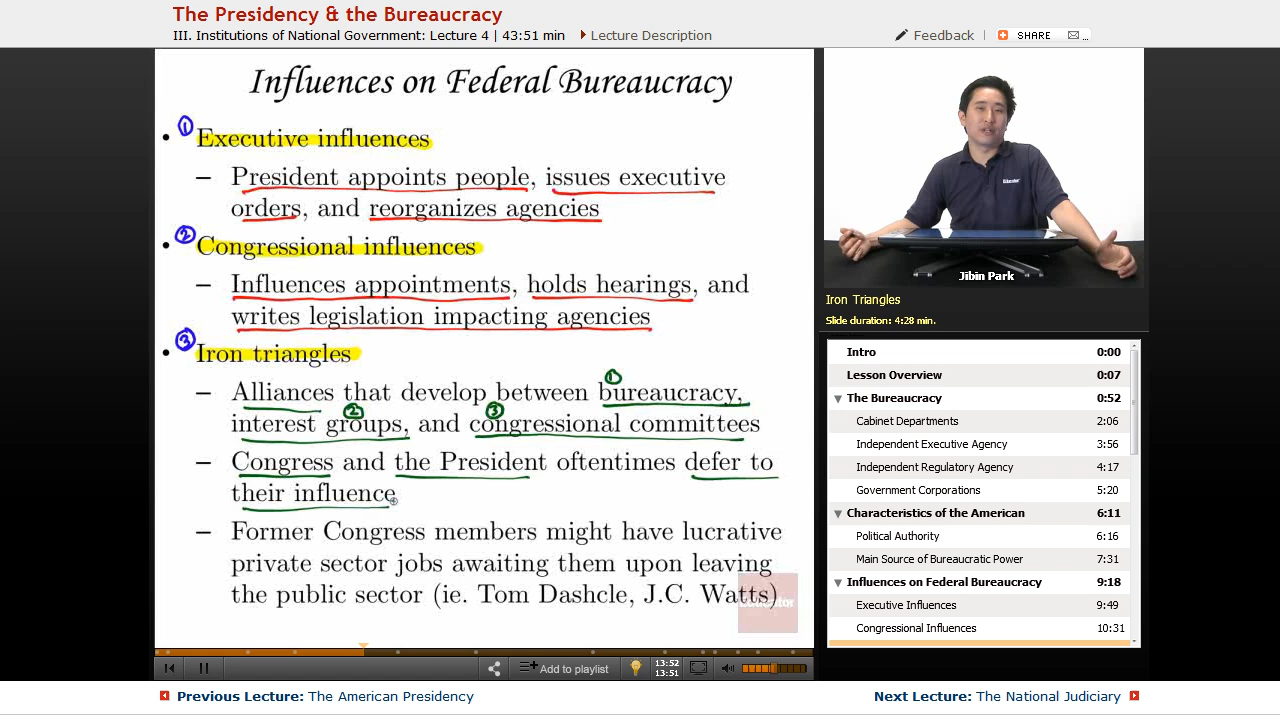 The Presidency & the Bureaucracy
III. Institutions of National Government: Lecture 4 | 43:51 min
Lecture Description
Feedback
SHARE
Influences on Federal Bureaucracy
① • Executive influences
– President appoints people, issues executive
orders, and reorganizes agencies
② • Congressional influences
– Influences appointments, holds hearings, and
writes legislation impacting agencies
③ • Iron triangles
①
– Alliances that develop between bureaucracy,
② ③
interest groups, and congressional committees
– Congress and the President oftentimes defer to
their influence
– Former Congress members might have lucrative
private sector jobs awaiting them upon leaving
the public sector (ie. Tom Dashcle, J.C. Watts)
Jibin Park
Iron Triangles
Slide duration: 4:28 min.
Intro 0:00
Lesson Overview 0:07
The Bureaucracy 0:52
Cabinet Departments 2:06
Independent Executive Agency 3:56
Independent Regulatory Agency 4:17
Government Corporations 5:20
Characteristics of the American 6:11
Political Authority 6:16
Main Source of Bureaucratic Power 7:31
Influences on Federal Bureaucracy 9:18
Executive Influences 9:49
Congressional Influences 10:31
Add to playlist
13:52
13:51
Previous Lecture: The American Presidency
Next Lecture: The National Judiciary